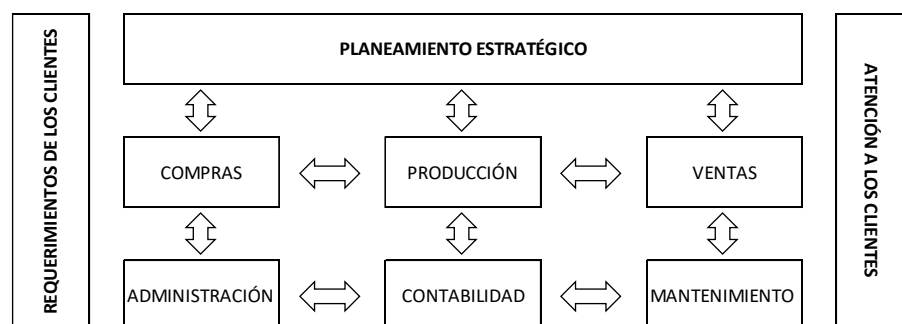 REQUERIMIENTOS DE LOS CLIENTES
PLANEAMIENTO ESTRATÉGICO
COMPRAS
PRODUCCIÓN
VENTAS
ADMINISTRACIÓN
CONTABILIDAD
MANTENIMIENTO
ATENCIÓN A LOS CLIENTES